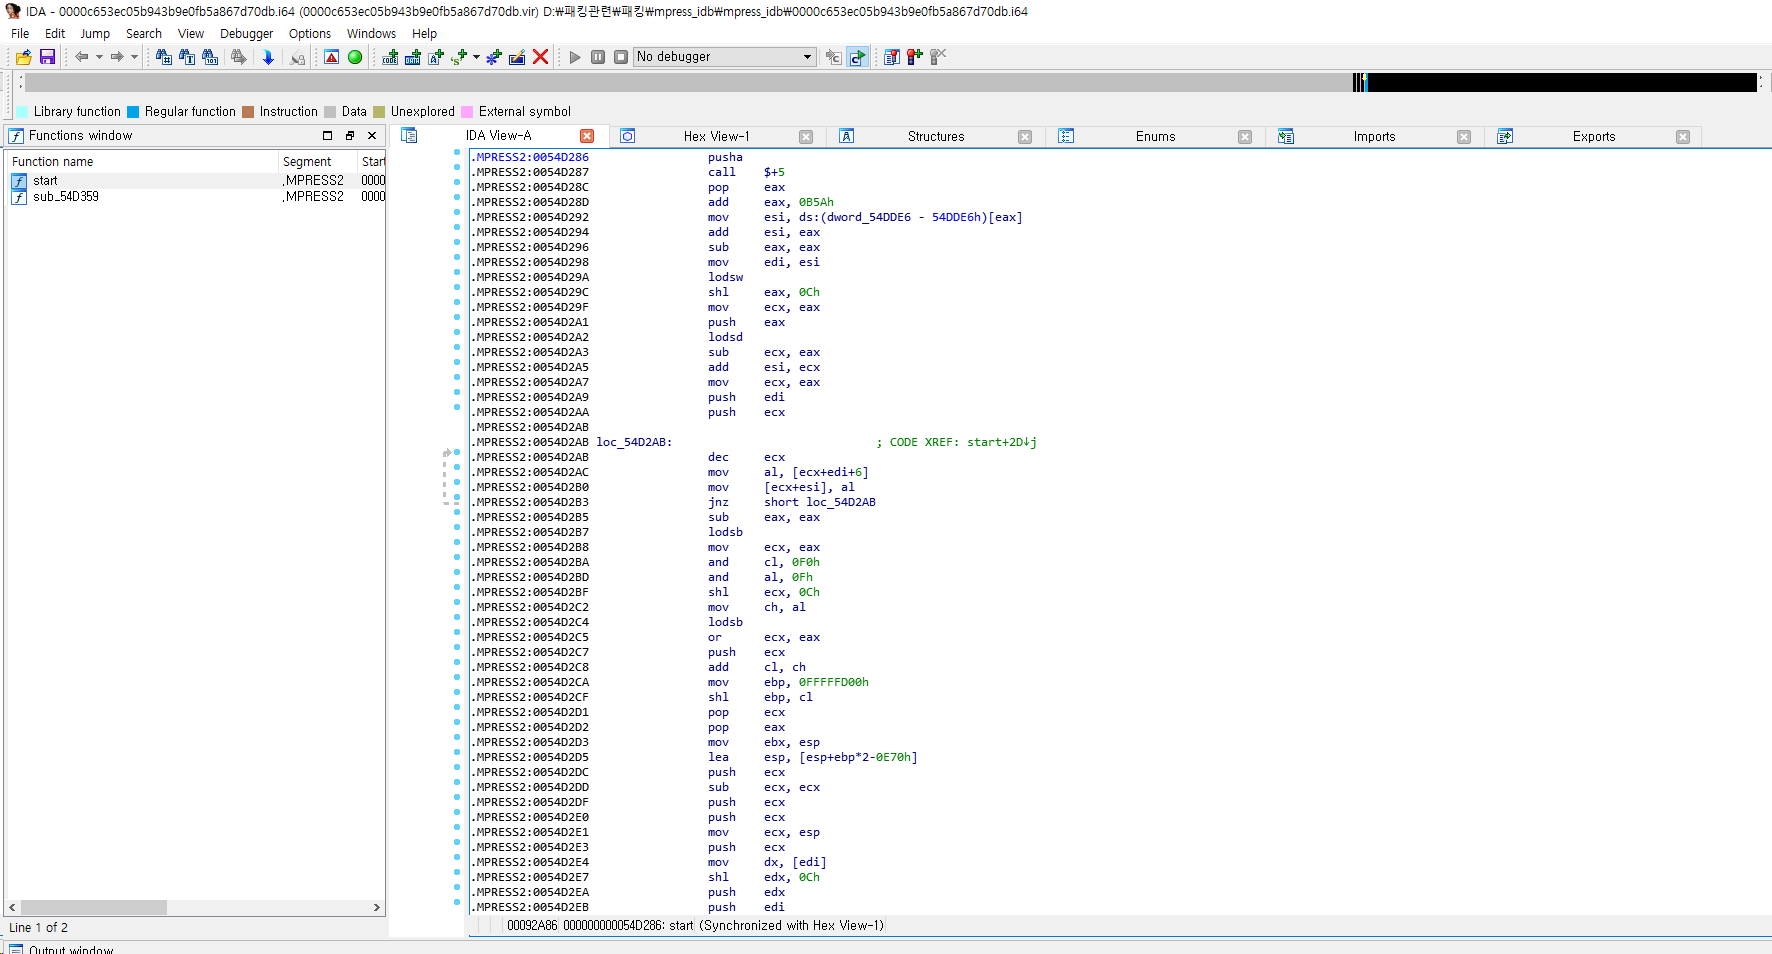 IDA - 0000c653ec05b943b9e0fb5a867d70db.i64 (0000c653ec05b943b9e0fb5a867d70db.vir) D:₩패킹관련₩패킹₩mpress_idb₩mpress_idb₩0000c653ec05b943b9e0fb5a867d70db.i64
File Edit Jump Search View Debugger Options Windows Help
No debugger
Library function Regular function Instruction Data Unexplored External symbol
Functions window
IDA View-A Hex View-1 Structures Enums Imports Exports
Function name Segment Start
start .MPRESS2 0000
sub_54D359 .MPRESS2 0000
.MPRESS2:0054D286 pusha
.MPRESS2:0054D287 call $+5
.MPRESS2:0054D28C pop eax
.MPRESS2:0054D28D add eax, 0B5Ah
.MPRESS2:0054D292 mov esi, ds:(dword_54DDE6 - 54DDE6h)[eax]
.MPRESS2:0054D294 add esi, eax
.MPRESS2:0054D296 sub eax, eax
.MPRESS2:0054D298 mov edi, esi
.MPRESS2:0054D29A lodsw
.MPRESS2:0054D29C shl eax, 0Ch
.MPRESS2:0054D29F mov ecx, eax
.MPRESS2:0054D2A1 push eax
.MPRESS2:0054D2A2 lodsd
.MPRESS2:0054D2A3 sub ecx, eax
.MPRESS2:0054D2A5 add esi, ecx
.MPRESS2:0054D2A7 mov ecx, eax
.MPRESS2:0054D2A9 push edi
.MPRESS2:0054D2AA push ecx
.MPRESS2:0054D2AB
.MPRESS2:0054D2AB loc_54D2AB: ; CODE XREF: start+2D↓j
.MPRESS2:0054D2AB dec ecx
.MPRESS2:0054D2AC mov al, [ecx+edi+6]
.MPRESS2:0054D2B0 mov [ecx+esi], al
.MPRESS2:0054D2B3 jnz short loc_54D2AB
.MPRESS2:0054D2B5 sub eax, eax
.MPRESS2:0054D2B7 lodsb
.MPRESS2:0054D2B8 mov ecx, eax
.MPRESS2:0054D2BA and cl, 0F0h
.MPRESS2:0054D2BD and al, 0Fh
.MPRESS2:0054D2BF shl ecx, 0Ch
.MPRESS2:0054D2C2 mov ch, al
.MPRESS2:0054D2C4 lodsb
.MPRESS2:0054D2C5 or ecx, eax
.MPRESS2:0054D2C7 push ecx
.MPRESS2:0054D2C8 add cl, ch
.MPRESS2:0054D2CA mov ebp, 0FFFFFD00h
.MPRESS2:0054D2CF shl ebp, cl
.MPRESS2:0054D2D1 pop ecx
.MPRESS2:0054D2D2 pop eax
.MPRESS2:0054D2D3 mov ebx, esp
.MPRESS2:0054D2D5 lea esp, [esp+ebp*2-0E70h]
.MPRESS2:0054D2DC push ecx
.MPRESS2:0054D2DD sub ecx, ecx
.MPRESS2:0054D2DF push ecx
.MPRESS2:0054D2E0 push ecx
.MPRESS2:0054D2E1 mov ecx, esp
.MPRESS2:0054D2E3 push ecx
.MPRESS2:0054D2E4 mov dx, [edi]
.MPRESS2:0054D2E7 shl edx, 0Ch
.MPRESS2:0054D2EA push edx
.MPRESS2:0054D2EB push edi
00092A86 000000000054D286: start (Synchronized with Hex View-1)
Line 1 of 2
Output window